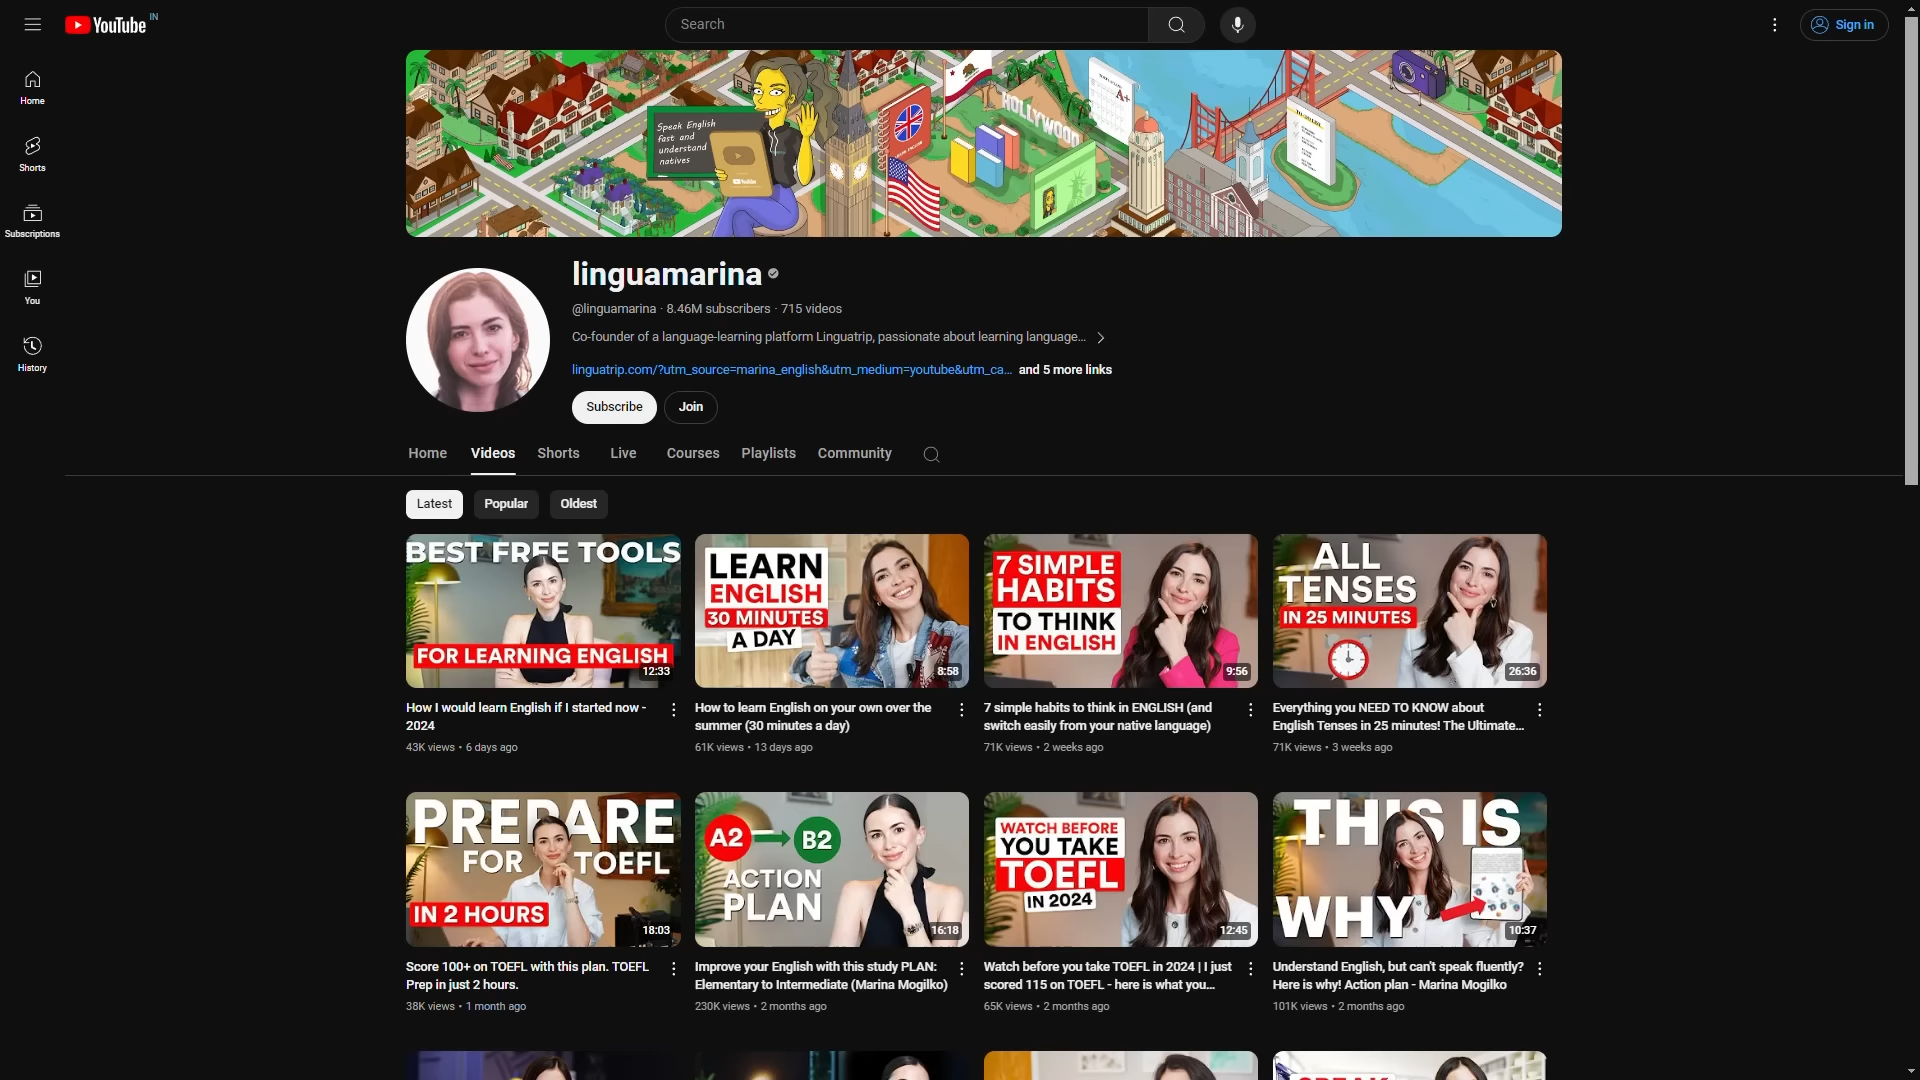 YouTube IN
Search
Sign in
Home
Shorts
Subscriptions
You
History
Speak English
fast and
understand
natives
YouTube
HOLLYWOOD
A+
linguamarina
@linguamarina · 8.46M subscribers · 715 videos
Co-founder of a language-learning platform Linguatrip, passionate about learning language...
linguatrip.com/?utm_source=marina_english&utm_medium=youtube&utm_ca... and 5 more links
Subscribe
Join
Home
Videos
Shorts
Live
Courses
Playlists
Community
Latest
Popular
Oldest
BEST FREE TOOLS
FOR LEARNING ENGLISH
12:33
How I would learn English if I started now -
2024
43K views • 6 days ago
LEARN
ENGLISH
30 MINUTES
A DAY
8:58
How to learn English on your own over the
summer (30 minutes a day)
61K views • 13 days ago
7 SIMPLE
HABITS
TO THINK
IN ENGLISH
9:56
7 simple habits to think in ENGLISH (and
switch easily from your native language)
71K views • 2 weeks ago
ALL
TENSES
IN 25 MINUTES
26:36
Everything you NEED TO KNOW about
English Tenses in 25 minutes! The Ultimate...
71K views • 3 weeks ago
PREPARE
FOR TOEFL
IN 2 HOURS
18:03
Score 100+ on TOEFL with this plan. TOEFL
Prep in just 2 hours.
38K views • 1 month ago
A2 B2
ACTION
PLAN
16:18
Improve your English with this study PLAN:
Elementary to Intermediate (Marina Mogilko)
230K views • 2 months ago
WATCH BEFORE
YOU TAKE
TOEFL
IN 2024
12:45
Watch before you take TOEFL in 2024 | I just
scored 115 on TOEFL - here is what you...
65K views • 2 months ago
THIS IS
WHY
10:37
Understand English, but can't speak fluently?
Here is why! Action plan - Marina Mogilko
101K views • 2 months ago